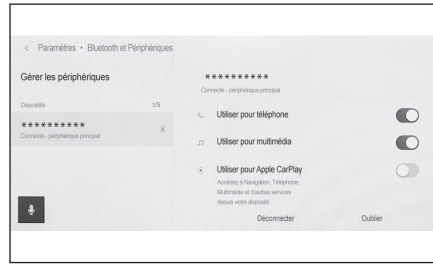 < Paramètres • Bluetooth et Périphériques
Gérer les périphériques
Dispositifs 1/5
**********
Connecté - périphérique principal
**********
Connecté - périphérique principal
Utiliser pour téléphone
Utiliser pour multimédia
Utiliser pour Apple CarPlay
Accédez à Navigation, Téléphone,
Multimédia et d'autres services
depuis votre dispositif.
Déconnecter Oublier